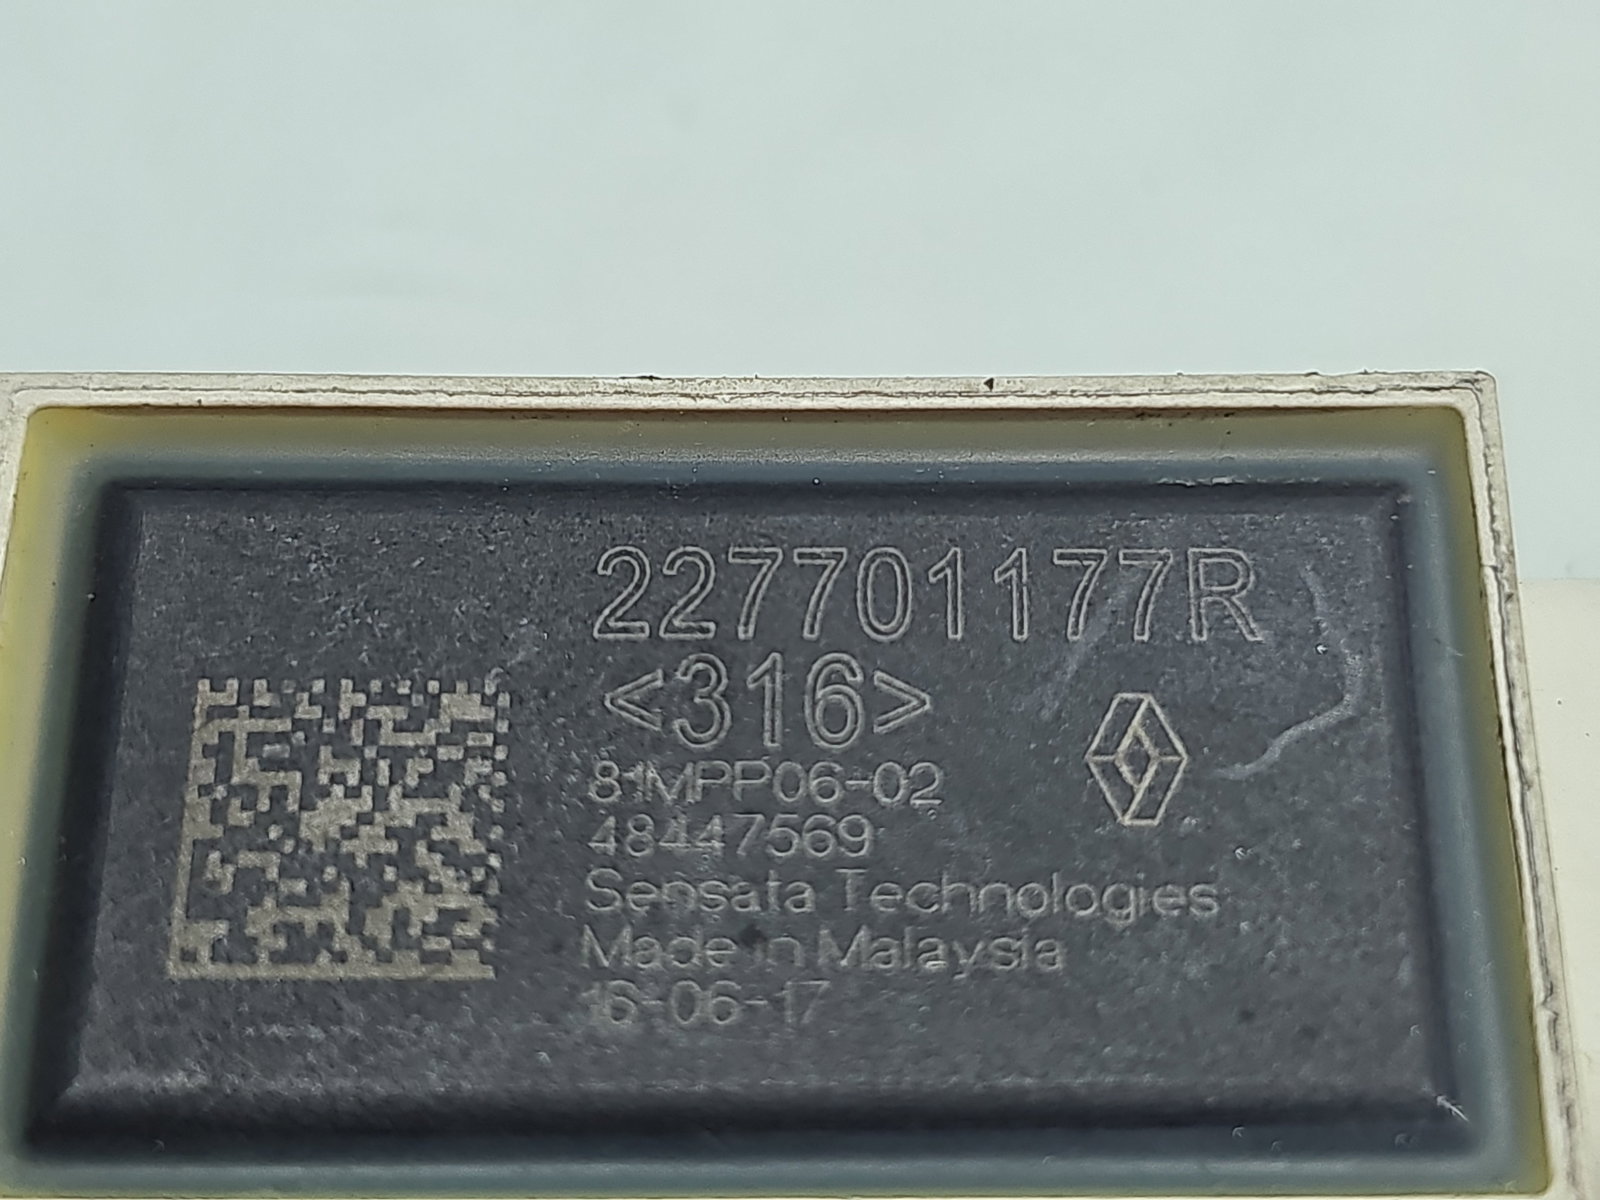 227701177R
<316>
81MPP06-02
48447569
Sensata Technologies
Made in Malaysia
16-06-17